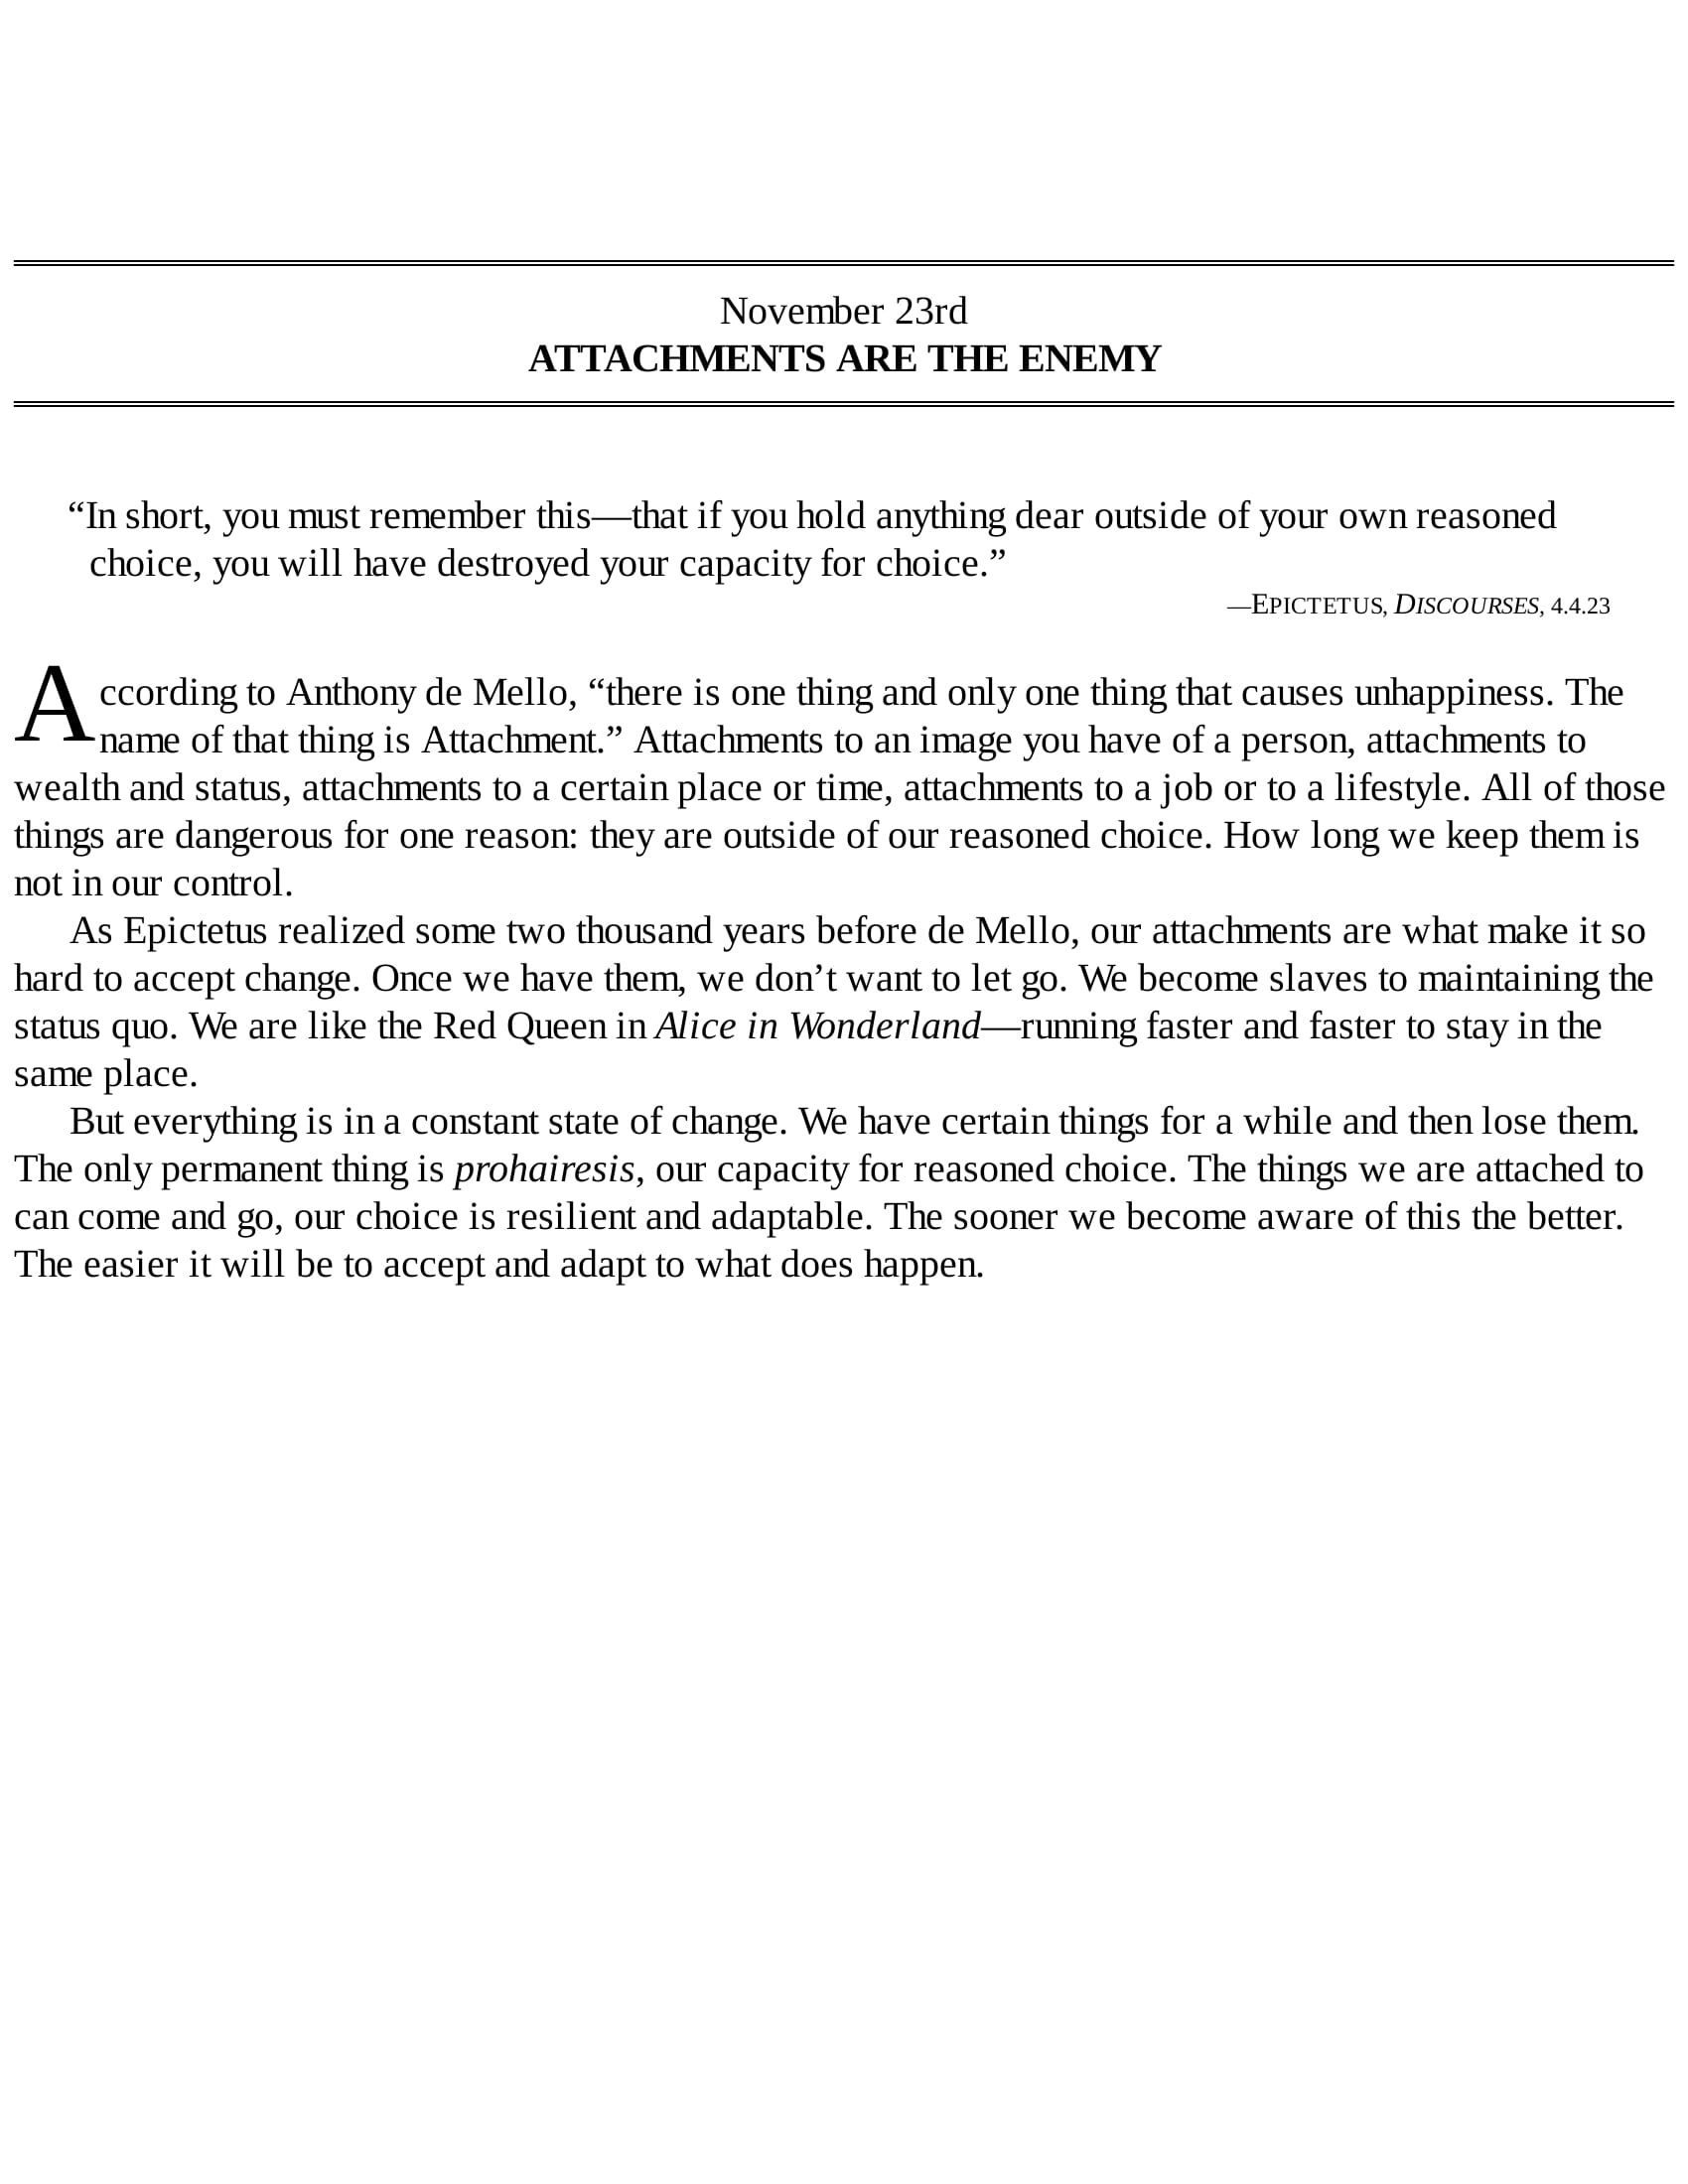 November 23rd
ATTACHMENTS ARE THE ENEMY
“In short, you must remember this—that if you hold anything dear outside of your own reasoned
choice, you will have destroyed your capacity for choice.”
—EPICTETUS, DISCOURSES, 4.4.23
According to Anthony de Mello, “there is one thing and only one thing that causes unhappiness. The
name of that thing is Attachment.” Attachments to an image you have of a person, attachments to
wealth and status, attachments to a certain place or time, attachments to a job or to a lifestyle. All of those
things are dangerous for one reason: they are outside of our reasoned choice. How long we keep them is
not in our control.
As Epictetus realized some two thousand years before de Mello, our attachments are what make it so
hard to accept change. Once we have them, we don’t want to let go. We become slaves to maintaining the
status quo. We are like the Red Queen in Alice in Wonderland—running faster and faster to stay in the
same place.
But everything is in a constant state of change. We have certain things for a while and then lose them.
The only permanent thing is prohairesis, our capacity for reasoned choice. The things we are attached to
can come and go, our choice is resilient and adaptable. The sooner we become aware of this the better.
The easier it will be to accept and adapt to what does happen.